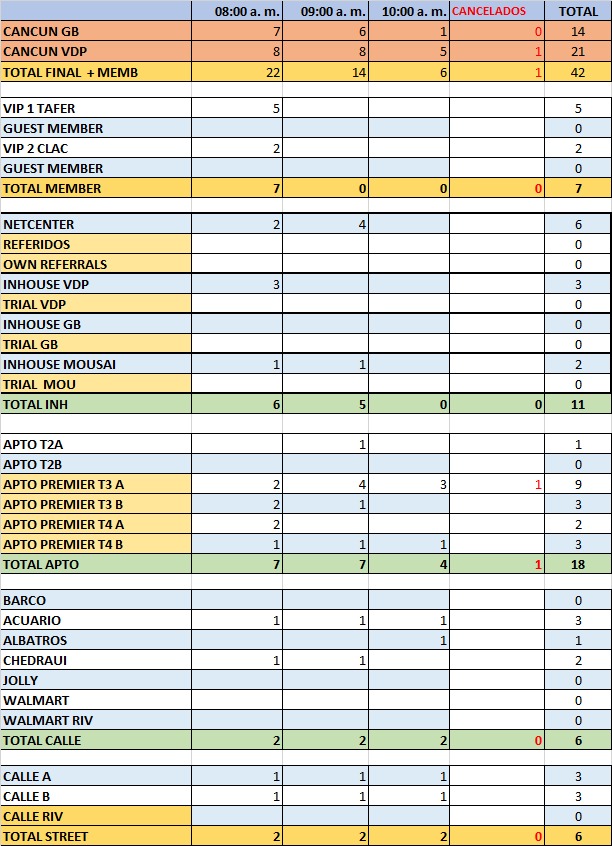 08:00 a. m. 09:00 a. m. 10:00 a. m. CANCELADOS TOTAL
CANCUN GB 7 6 1 0 14
CANCUN VDP 8 8 5 1 21
TOTAL FINAL + MEMB 22 14 6 1 42
VIP 1 TAFER 5 5
GUEST MEMBER 0
VIP 2 CLAC 2 2
GUEST MEMBER 0
TOTAL MEMBER 7 0 0 0 7
NETCENTER 2 4 6
REFERIDOS 0
OWN REFERRALS 0
INHOUSE VDP 3 3
TRIAL VDP 0
INHOUSE GB 0
TRIAL GB 0
INHOUSE MOUSAI 1 1 2
TRIAL MOU 0
TOTAL INH 6 5 0 0 11
APTO T2A 1 1
APTO T2B 0
APTO PREMIER T3 A 2 4 3 1 9
APTO PREMIER T3 B 2 1 3
APTO PREMIER T4 A 2 2
APTO PREMIER T4 B 1 1 1 3
TOTAL APTO 7 7 4 1 18
BARCO 0
ACUARIO 1 1 1 3
ALBATROS 1 1
CHEDRAUI 1 1 2
JOLLY 0
WALMART 0
WALMART RIV 0
TOTAL CALLE 2 2 2 0 6
CALLE A 1 1 1 3
CALLE B 1 1 1 3
CALLE RIV 0
TOTAL STREET 2 2 2 0 6